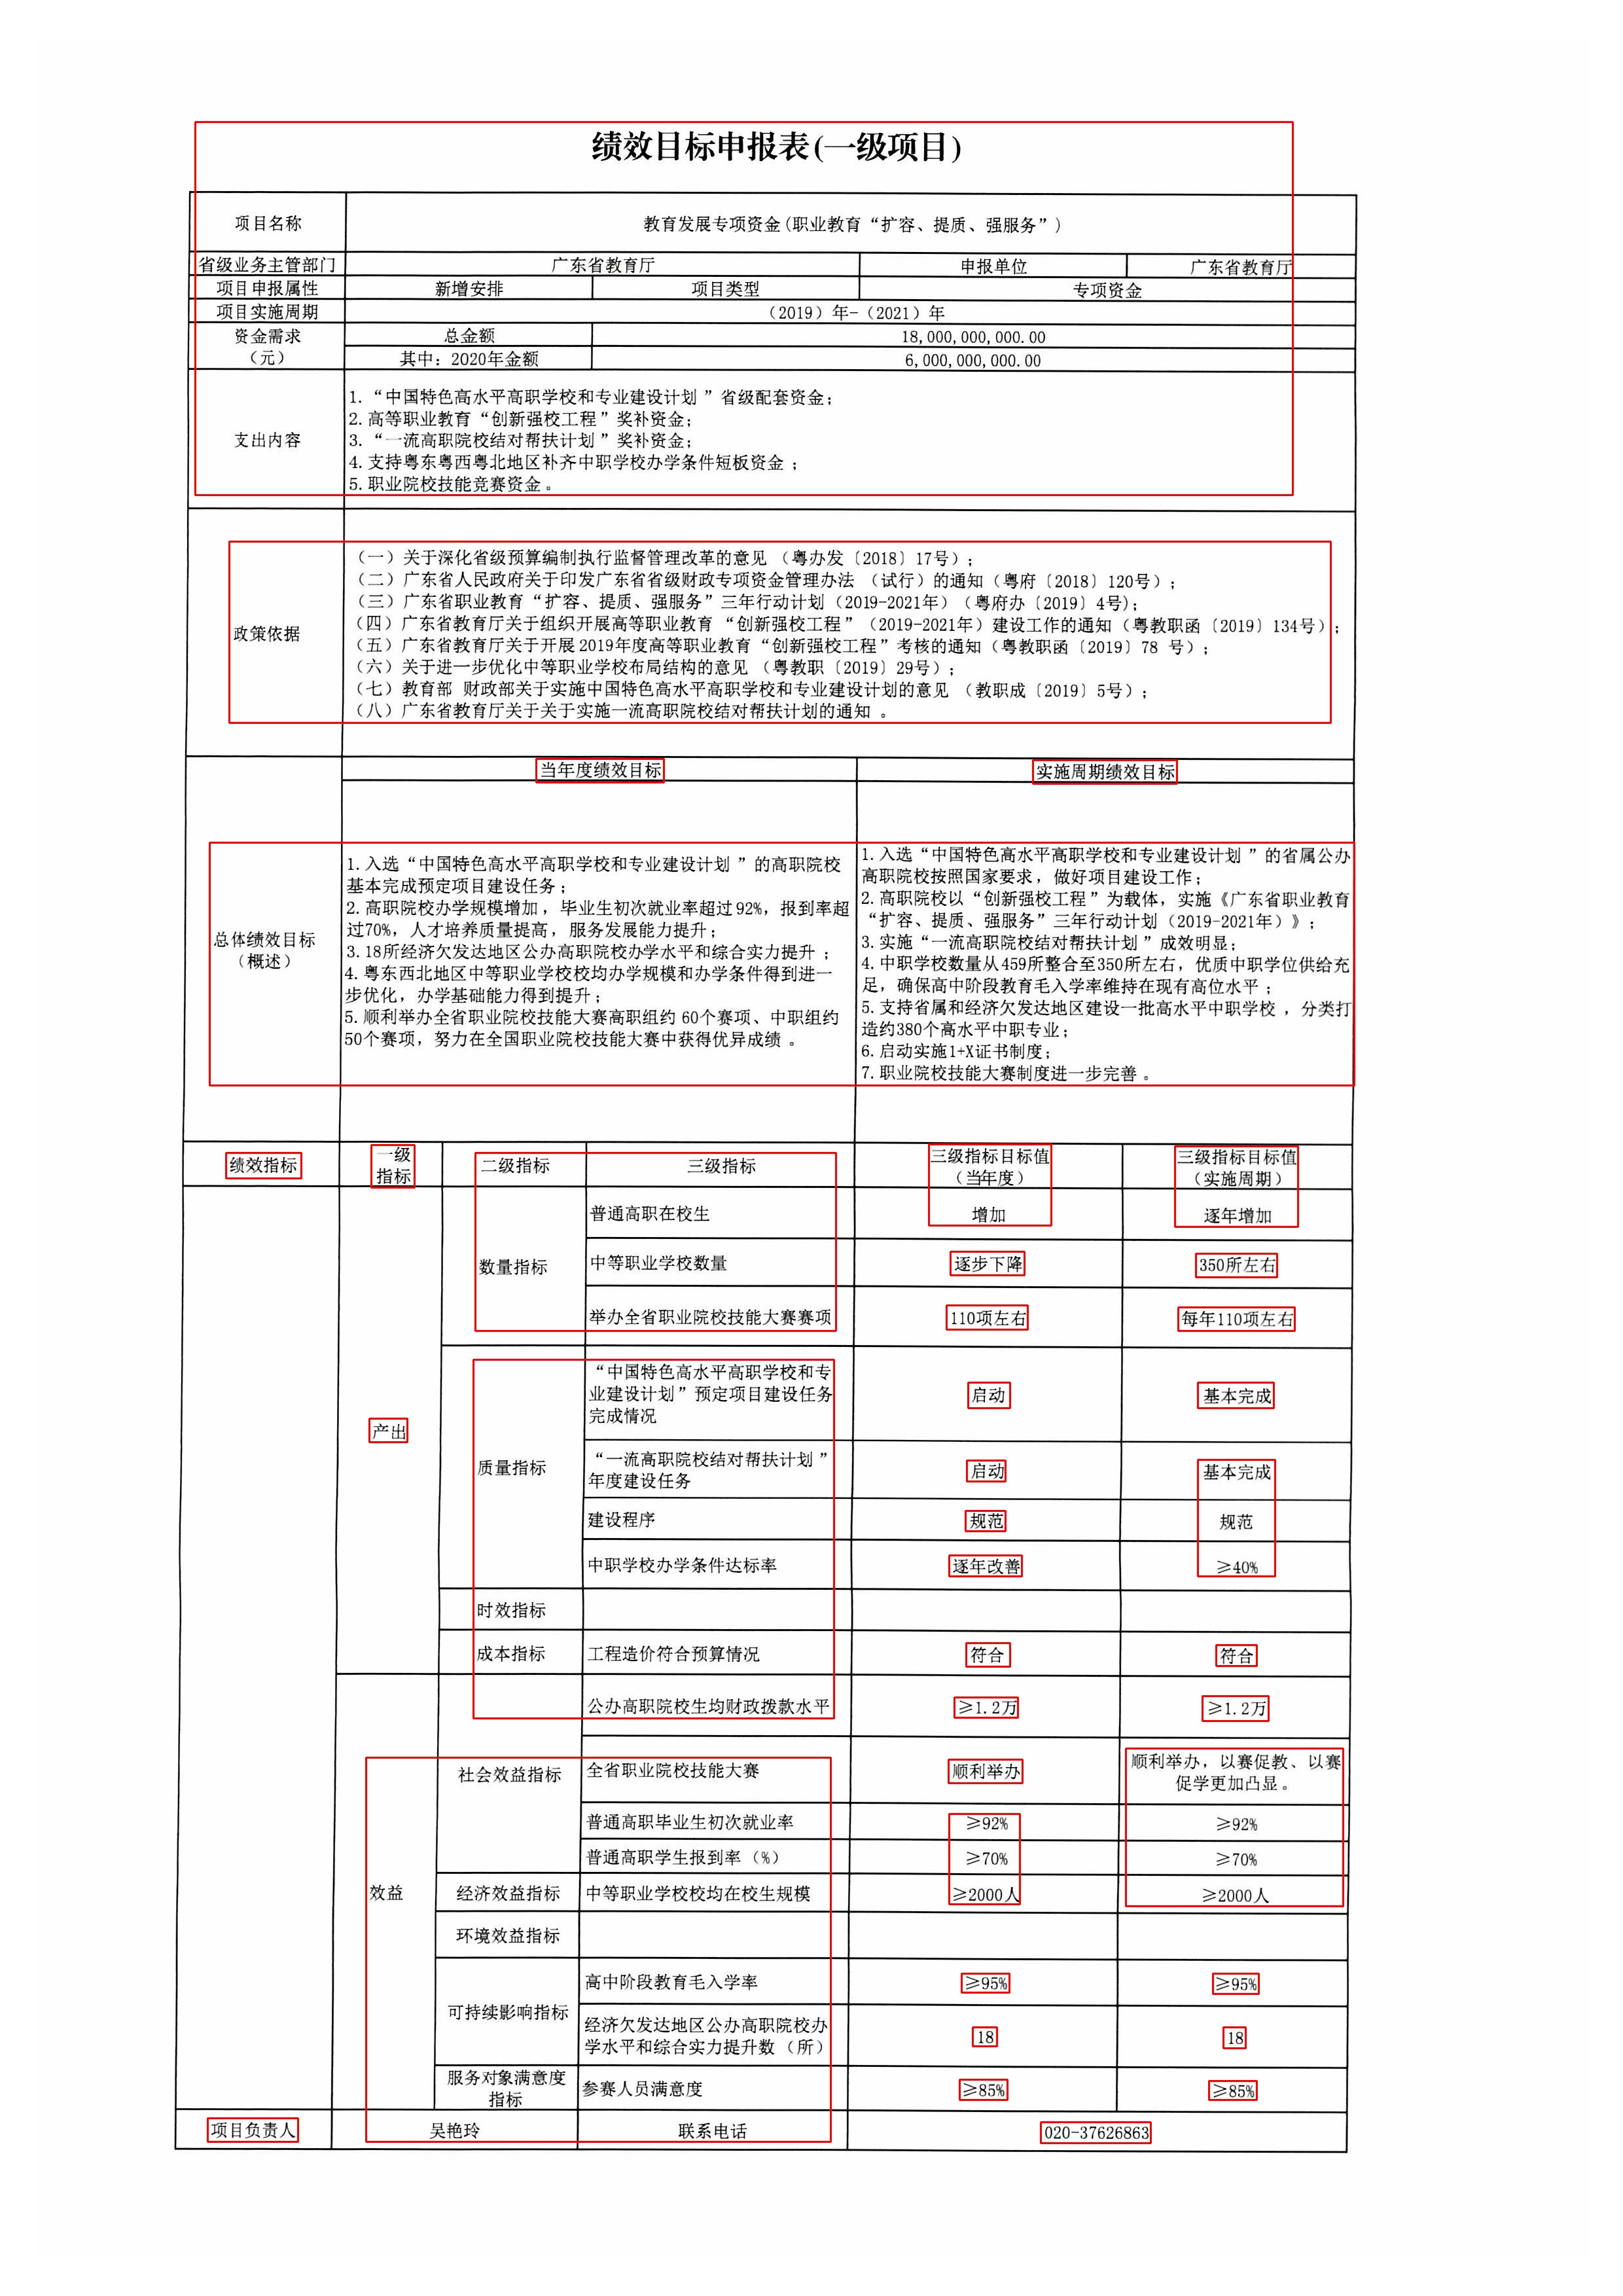 绩效目标申报表(一级项目)
项目名称 教育发展专项资金(职业教育“扩容、提质、强服务”)
省级业务主管部门 广东省教育厅 申报单位 广东省教育厅
项目申报属性 新增安排 项目类型 专项资金
项目实施周期 （2019）年-（2021）年
资金需求（元） 总金额 18,000,000,000.00
其中：2020年金额 6,000,000,000.00
支出内容
1.“中国特色高水平高职学校和专业建设计划”省级配套资金；
2.高等职业教育“创新强校工程”奖补资金；
3.“一流高职院校结对帮扶计划”奖补资金；
4.支持粤东粤西粤北地区补齐中职学校办学条件短板资金；
5.职业院校技能竞赛资金。
政策依据
（一）关于深化省级预算编制执行监督管理改革的意见（粤办发〔2018〕17号）；
（二）广东省人民政府关于印发广东省省级财政专项资金管理办法（试行）的通知（粤府〔2018〕120号）；
（三）广东省职业教育“扩容、提质、强服务”三年行动计划（2019-2021年）（粤府办〔2019〕4号）；
（四）广东省教育厅关于组织开展高等职业教育“创新强校工程”（2019-2021年）建设工作的通知（粤教职函〔2019〕134号）；
（五）广东省教育厅关于开展2019年度高等职业教育“创新强校工程”考核的通知（粤教职函〔2019〕78 号）；
（六）关于进一步优化中等职业学校布局结构的意见（粤教职〔2019〕29号）；
（七）教育部 财政部关于实施中国特色高水平高职学校和专业建设计划的意见（教职成〔2019〕5号）；
（八）广东省教育厅关于关于实施一流高职院校结对帮扶计划的通知。
当年度绩效目标 实施周期绩效目标
总体绩效目标
（概述）
1.入选“中国特色高水平高职学校和专业建设计划”的高职院校
基本完成预定项目建设任务；
2.高职院校办学规模增加，毕业生初次就业率超过92%，报到率超
过70%，人才培养质量提高，服务发展能力提升；
3.18所经济欠发达地区公办高职院校办学水平和综合实力提升；
4.粤东西北地区中等职业学校校均办学规模和办学条件得到进一
步优化，办学基础能力得到提升；
5.顺利举办全省职业院校技能大赛高职组约60个赛项、中职组约
50个赛项，努力在全国职业院校技能大赛中获得优异成绩。
1.入选“中国特色高水平高职学校和专业建设计划”的省属公办
高职院校按照国家要求，做好项目建设工作；
2.高职院校以“创新强校工程”为载体，实施《广东省职业教育
“扩容、提质、强服务”三年行动计划（2019-2021年）》；
3.实施“一流高职院校结对帮扶计划”成效明显；
4.中职学校数量从459所整合至350所左右，优质中职学位供给充
足，确保高中阶段教育毛入学率维持在现有高位水平；
5.支持省属和经济欠发达地区建设一批高水平中职学校，分类打
造约380个高水平中职专业；
6.启动实施1+X证书制度；
7.职业院校技能大赛制度进一步完善。
绩效指标 一级指标 二级指标 三级指标 三级指标目标值（当年度） 三级指标目标值（实施周期）
产出
数量指标
普通高职在校生 增加 逐年增加
中等职业学校数量 逐步下降 350所左右
举办全省职业院校技能大赛赛项 110项左右 每年110项左右
质量指标
“中国特色高水平高职学校和专
业建设计划”预定项目建设任务
完成情况 启动 基本完成
“一流高职院校结对帮扶计划”
年度建设任务 启动 基本完成
建设程序 规范 规范
中职学校办学条件达标率 逐年改善 ≥40%
时效指标
成本指标 工程造价符合预算情况 符合 符合
效益
社会效益指标
公办高职院校生均财政拨款水平 ≥1.2万 ≥1.2万
全省职业院校技能大赛 顺利举办 顺利举办，以赛促教、以赛
促学更加凸显。
普通高职毕业生初次就业率 ≥92% ≥92%
普通高职学生报到率（%） ≥70% ≥70%
经济效益指标 中等职业学校校均在校生规模 ≥2000人 ≥2000人
环境效益指标
可持续影响指标
高中阶段教育毛入学率 ≥95% ≥95%
经济欠发达地区公办高职院校办
学水平和综合实力提升数（所） 18 18
服务对象满意度
指标 参赛人员满意度 ≥85% ≥85%
项目负责人 吴艳玲 联系电话 020-37626863